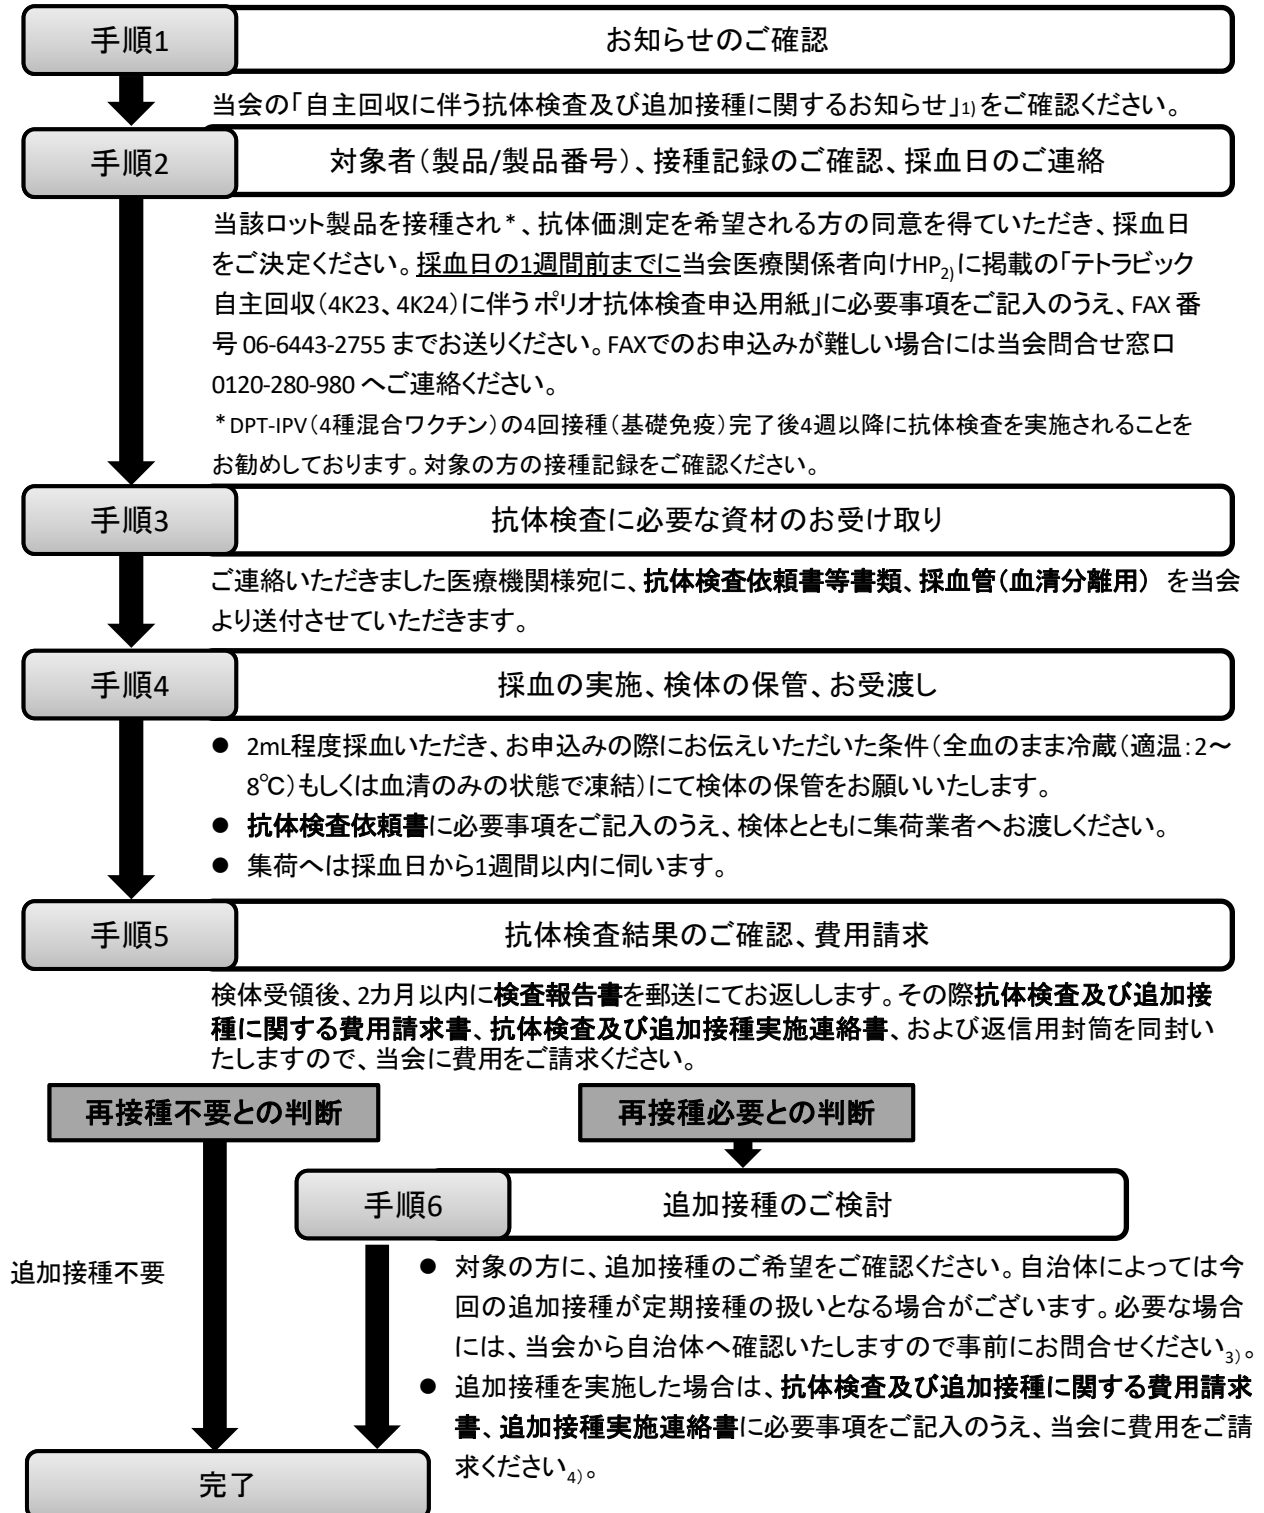 手順1
お知らせのご確認
当会の「自主回収に伴う抗体検査及び追加接種に関するお知らせ」1)をご確認ください。
手順2
対象者(製品/製品番号)、接種記録のご確認、採血日のご連絡
当該ロット製品を接種され*、抗体価測定を希望される方の同意を得ていただき、採血日
をご決定ください。採血日の1週間前までに当会医療関係者向けHP2)に掲載の「テトラビック
自主回収(4K23、4K24)に伴うポリオ抗体検査申込用紙」に必要事項をご記入のうえ、FAX 番
号 06-6443-2755 までお送りください。FAXでのお申込みが難しい場合には当会問合せ窓口
0120-280-980 へご連絡ください。
*DPT-IPV(4種混合ワクチン)の4回接種(基礎免疫)完了後4週以降に抗体検査を実施されることを
お勧めしております。対象の方の接種記録をご確認ください。
手順3
抗体検査に必要な資材のお受け取り
ご連絡いただきました医療機関様宛に、抗体検査依頼書等書類、採血管(血清分離用) を当会
より送付させていただきます。
手順4
採血の実施、検体の保管、お受渡し
● 2mL程度採血いただき、お申込みの際にお伝えいただいた条件(全血のまま冷蔵(適温:2~
8℃)もしくは血清のみの状態で凍結)にて検体の保管をお願いいたします。
● 抗体検査依頼書に必要事項をご記入のうえ、検体とともに集荷業者へお渡しください。
● 集荷へは採血日から1週間以内に伺います。
手順5
抗体検査結果のご確認、費用請求
検体受領後、2カ月以内に検査報告書を郵送にてお返しします。その際抗体検査及び追加接
種に関する費用請求書、抗体検査及び追加接種実施連絡書、および返信用封筒を同封い
たしますので、当会に費用をご請求ください。
再接種不要との判断
再接種必要との判断
手順6
追加接種のご検討
追加接種不要
● 対象の方に、追加接種のご希望をご確認ください。自治体によっては今
回の追加接種が定期接種の扱いとなる場合がございます。必要な場合
には、当会から自治体へ確認いたしますので事前にお問合せください3)。
● 追加接種を実施した場合は、抗体検査及び追加接種に関する費用請求
書、追加接種実施連絡書に必要事項をご記入のうえ、当会に費用をご請
求ください4)。
完了